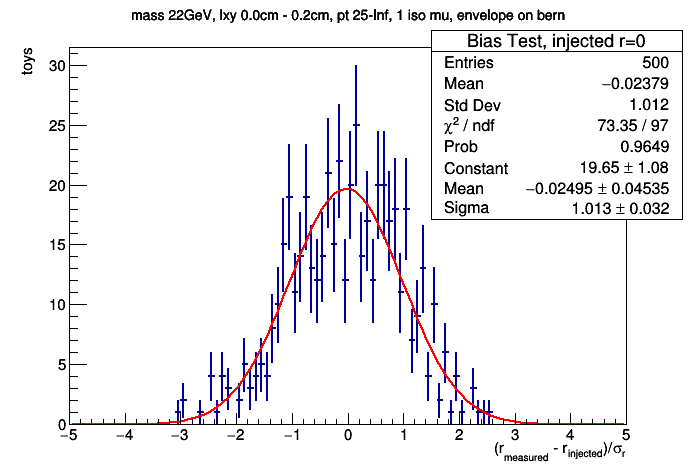 mass 22GeV, lxy 0.0cm - 0.2cm, pt 25-Inf, 1 iso mu, envelope on bern
Bias Test, injected r=0
Entries 500
Mean −0.02379
Std Dev 1.012
χ² / ndf 73.35 / 97
Prob 0.9649
Constant 19.65 ± 1.08
Mean −0.02495 ± 0.04535
Sigma 1.013 ± 0.032
toys
30
25
20
15
10
5
0
−5 −4 −3 −2 −1 0 1 2 3 4 5
(r_measured - r_injected)/σ_r